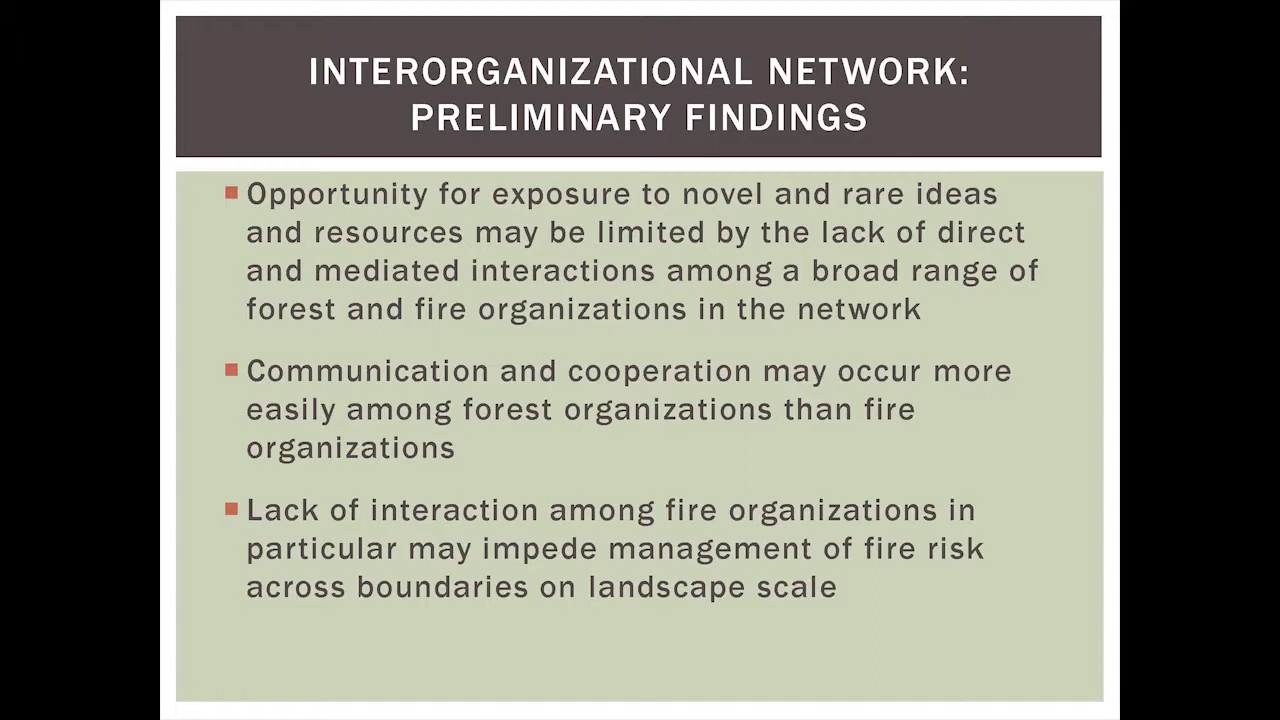 INTERORGANIZATIONAL NETWORK:
PRELIMINARY FINDINGS
Opportunity for exposure to novel and rare ideas
and resources may be limited by the lack of direct
and mediated interactions among a broad range of
forest and fire organizations in the network
Communication and cooperation may occur more
easily among forest organizations than fire
organizations
Lack of interaction among fire organizations in
particular may impede management of fire risk
across boundaries on landscape scale